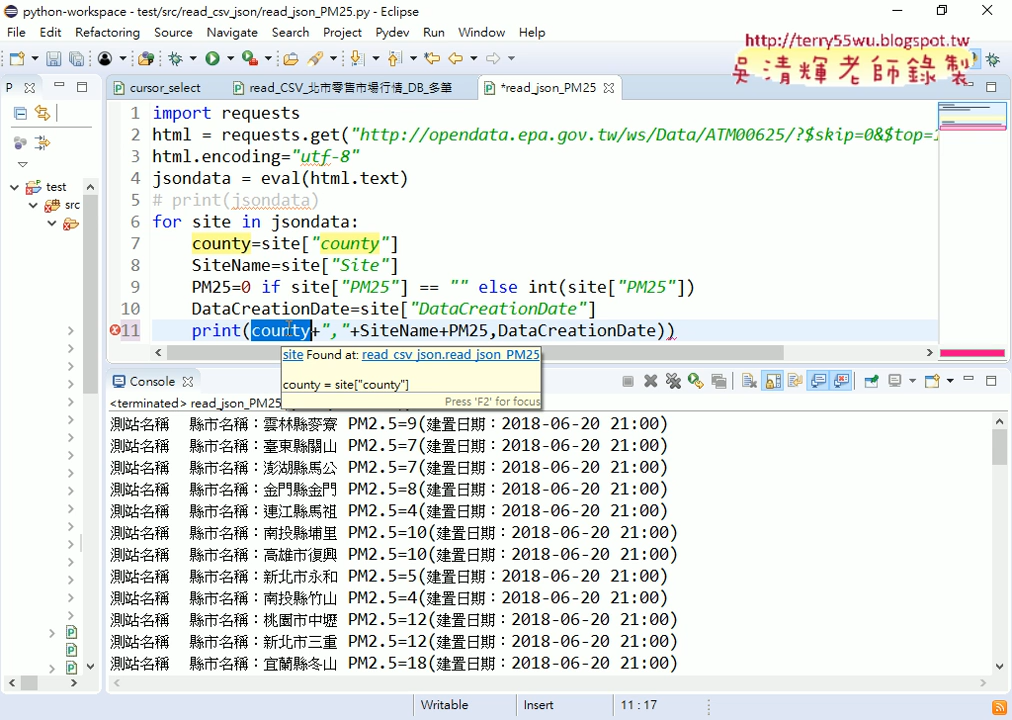 python-workspace - test/src/read_csv_json/read_json_PM25.py - Eclipse
File Edit Refactoring Source Navigate Search Project Pydev Run Window Help
http://terry55wu.blogspot.tw
吳清輝老師錄製
P
cursor_select
read_CSV_北市零售市場行情_DB_多筆
*read_json_PM25
test
src
1 import requests
2 html = requests.get("http://opendata.epa.gov.tw/ws/Data/ATM00625/?$skip=0&$top=
3 html.encoding="utf-8"
4 jsondata = eval(html.text)
5 # print(jsondata)
6 for site in jsondata:
7 county=site["county"]
8 SiteName=site["Site"]
9 PM25=0 if site["PM25"] == "" else int(site["PM25"])
10 DataCreationDate=site["DataCreationDate"]
11 print(county+","+SiteName+PM25,DataCreationDate))
site Found at: read_csv_json.read_json_PM25
county = site["county"]
Press 'F2' for focus
Console
<terminated> read_json_PM25
測站名稱 縣市名稱：雲林縣麥寮 PM2.5=9(建置日期：2018-06-20 21:00)
測站名稱 縣市名稱：臺東縣關山 PM2.5=7(建置日期：2018-06-20 21:00)
測站名稱 縣市名稱：澎湖縣馬公 PM2.5=7(建置日期：2018-06-20 21:00)
測站名稱 縣市名稱：金門縣金門 PM2.5=8(建置日期：2018-06-20 21:00)
測站名稱 縣市名稱：連江縣馬祖 PM2.5=4(建置日期：2018-06-20 21:00)
測站名稱 縣市名稱：南投縣埔里 PM2.5=10(建置日期：2018-06-20 21:00)
測站名稱 縣市名稱：高雄市復興 PM2.5=10(建置日期：2018-06-20 21:00)
測站名稱 縣市名稱：新北市永和 PM2.5=5(建置日期：2018-06-20 21:00)
測站名稱 縣市名稱：南投縣竹山 PM2.5=4(建置日期：2018-06-20 21:00)
測站名稱 縣市名稱：桃園市中壢 PM2.5=12(建置日期：2018-06-20 21:00)
測站名稱 縣市名稱：新北市三重 PM2.5=12(建置日期：2018-06-20 21:00)
測站名稱 縣市名稱：宜蘭縣冬山 PM2.5=18(建置日期：2018-06-20 21:00)
Writable Insert 11 : 17